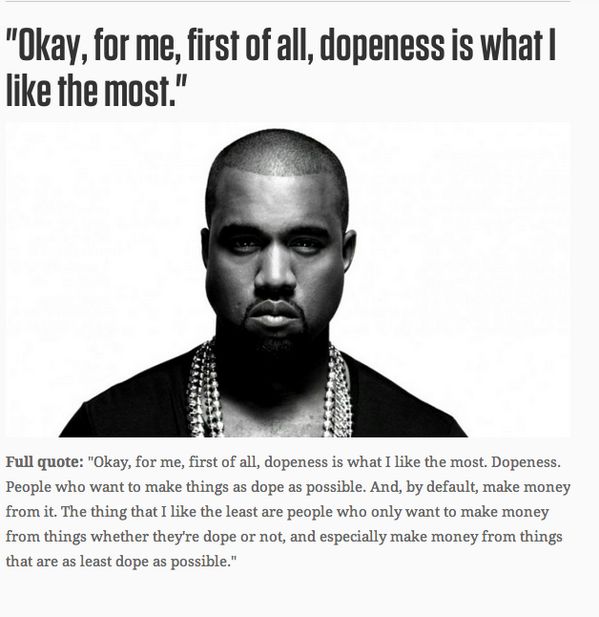 "Okay, for me, first of all, dopeness is what I
like the most."
Full quote: "Okay, for me, first of all, dopeness is what I like the most. Dopeness.
People who want to make things as dope as possible. And, by default, make money
from it. The thing that I like the least are people who only want to make money
from things whether they're dope or not, and especially make money from things
that are as least dope as possible."